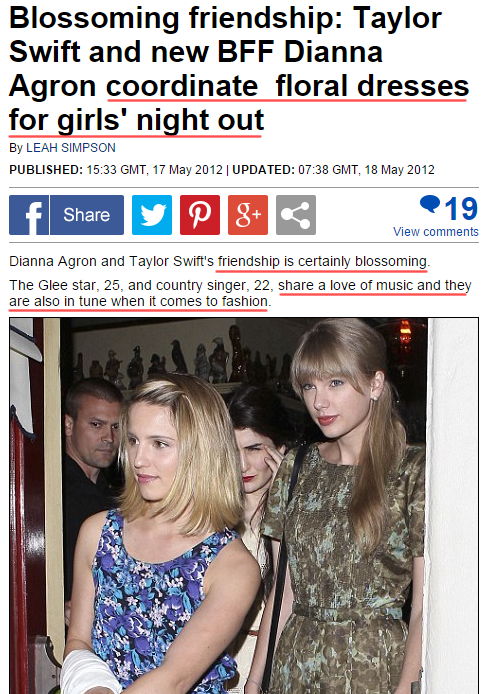 Blossoming friendship: Taylor
Swift and new BFF Dianna
Agron coordinate floral dresses
for girls' night out
By LEAH SIMPSON
PUBLISHED: 15:33 GMT, 17 May 2012 | UPDATED: 07:38 GMT, 18 May 2012
f Share g+ 19
View comments
Dianna Agron and Taylor Swift's friendship is certainly blossoming.
The Glee star, 25, and country singer, 22, share a love of music and they
are also in tune when it comes to fashion.